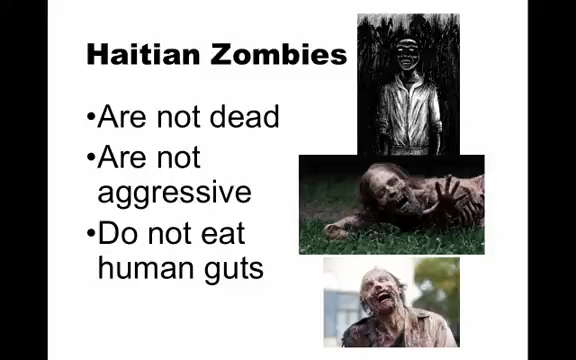 Haitian Zombies
•Are not dead
•Are not
aggressive
•Do not eat
human guts